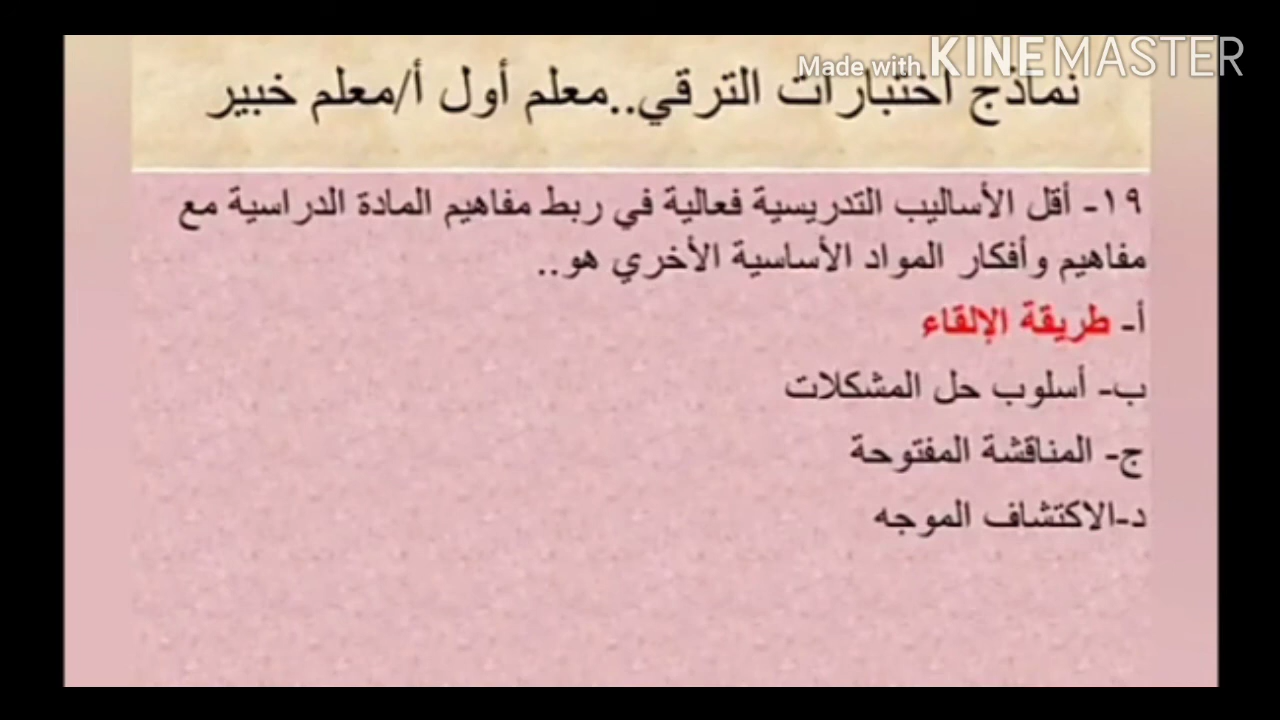 Made with KINEMASTER
نماذج اختبارات الترقي..معلم أول أ/معلم خبير
١٩- أقل الأساليب التدريسية فعالية في ربط مفاهيم المادة الدراسية مع
مفاهيم وأفكار المواد الأساسية الأخري هو..
أ- طريقة الإلقاء
ب- أسلوب حل المشكلات
ج- المناقشة المفتوحة
د-الاكتشاف الموجه